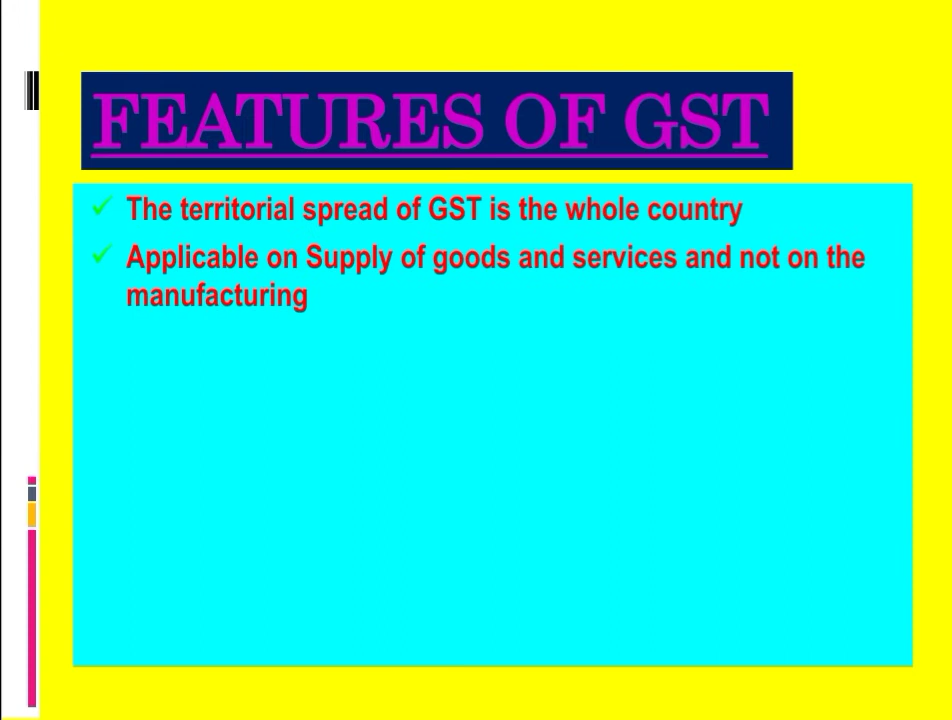 FEATURES OF GST
✓ The territorial spread of GST is the whole country
✓ Applicable on Supply of goods and services and not on the
manufacturing